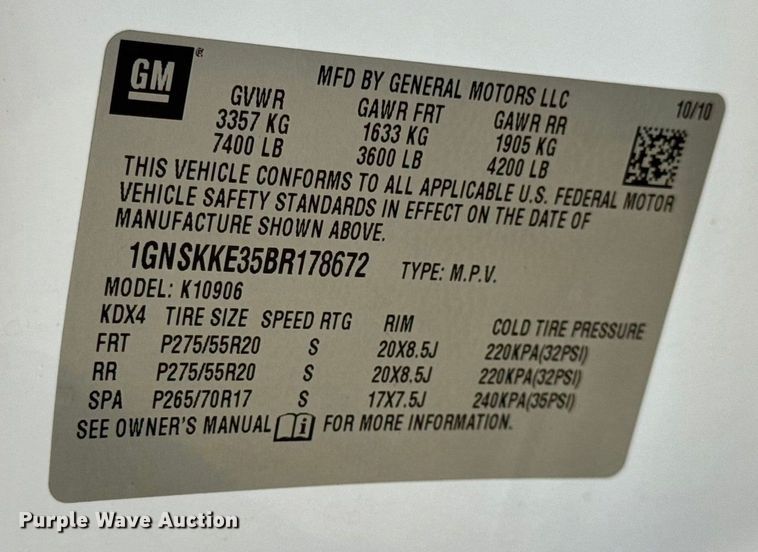 GM ® MFD BY GENERAL MOTORS LLC 10/10
GVWR GAWR FRT GAWR RR
3357 KG 1633 KG 1905 KG
7400 LB 3600 LB 4200 LB
THIS VEHICLE CONFORMS TO ALL APPLICABLE U.S. FEDERAL MOTOR
VEHICLE SAFETY STANDARDS IN EFFECT ON THE DATE OF
MANUFACTURE SHOWN ABOVE.
1GNSKKE35BR178672 TYPE: M.P.V.
MODEL: K10906
KDX4 TIRE SIZE SPEED RTG RIM COLD TIRE PRESSURE
FRT P275/55R20 S 20X8.5J 220KPA(32PSI)
RR P275/55R20 S 20X8.5J 220KPA(32PSI)
SPA P265/70R17 S 17X7.5J 240KPA(35PSI)
SEE OWNER'S MANUAL i FOR MORE INFORMATION.
Purple Wave Auction